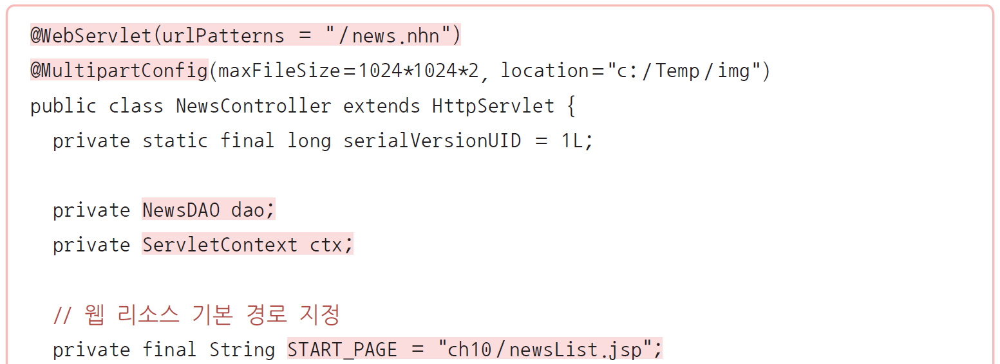 @WebServlet(urlPatterns = "/news.nhn")
@MultipartConfig(maxFileSize=1024*1024*2, location="c:/Temp/img")
public class NewsController extends HttpServlet {
private static final long serialVersionUID = 1L;
private NewsDAO dao;
private ServletContext ctx;
// 웹 리소스 기본 경로 지정
private final String START_PAGE = "ch10/newsList.jsp";